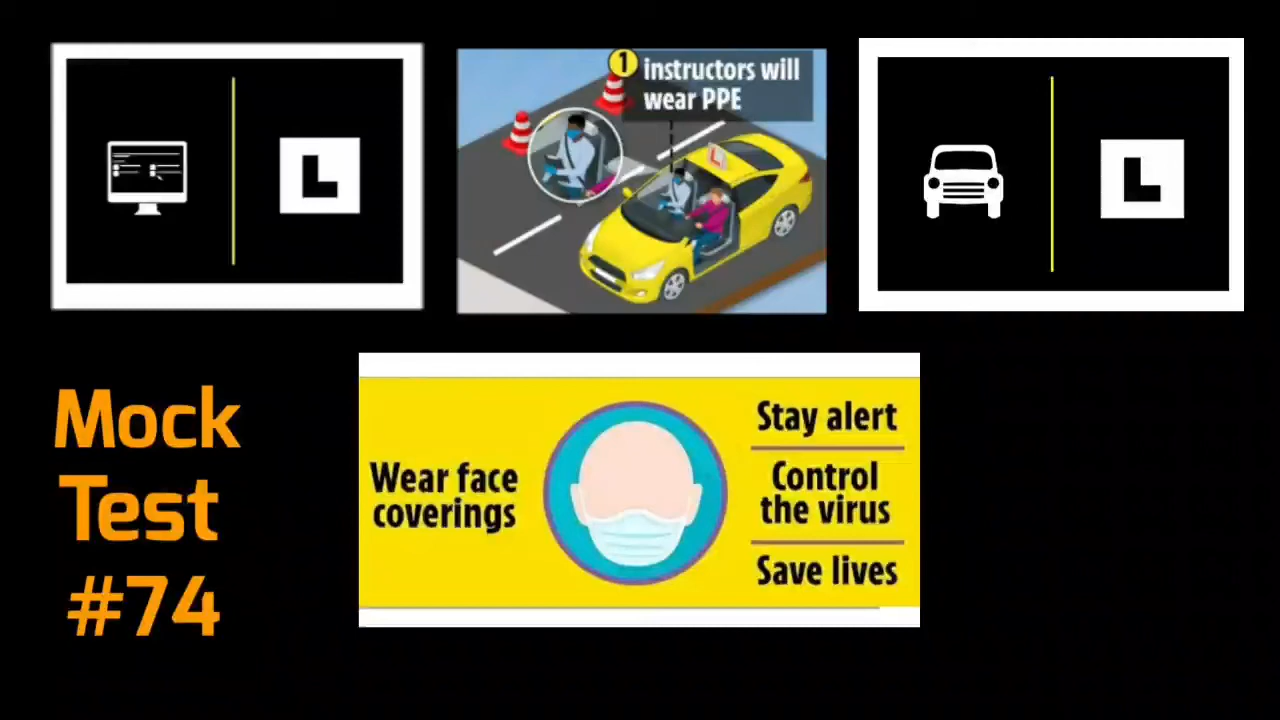 L
1 instructors will
wear PPE
L
L
Mock
Test
#74
Wear face
coverings
Stay alert
Control
the virus
Save lives